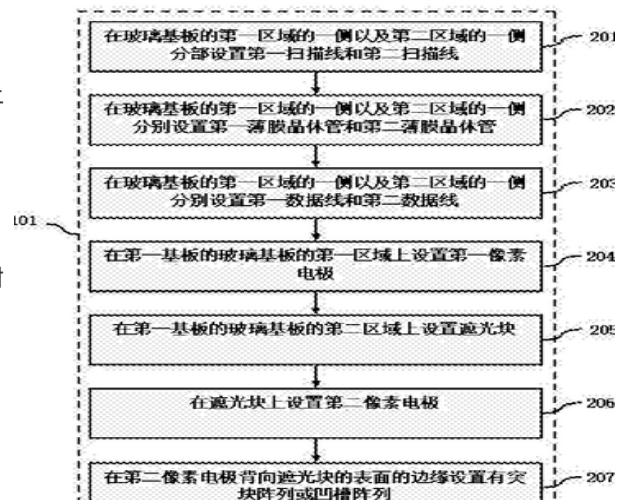 在玻璃基板的第一区域的一侧以及第二区域的一侧
分部设置第一扫描线和第二扫描线
201
在玻璃基板的第一区域的一侧以及第二区域的一侧
分别设置第一薄膜晶体管和第二薄膜晶体管
202
在玻璃基板的第一区域的一侧以及第二区域的一侧
分别设置第一数据线和第二数据线
203
101
在第一基板的玻璃基板的第一区域上设置第一像素
电极
204
在第一基板的玻璃基板的第二区域上设置遮光块
205
在遮光块上设置第二像素电极
206
在第二像素电极背向遮光块的表面的边缘设置有突
块阵列或凹槽阵列
207